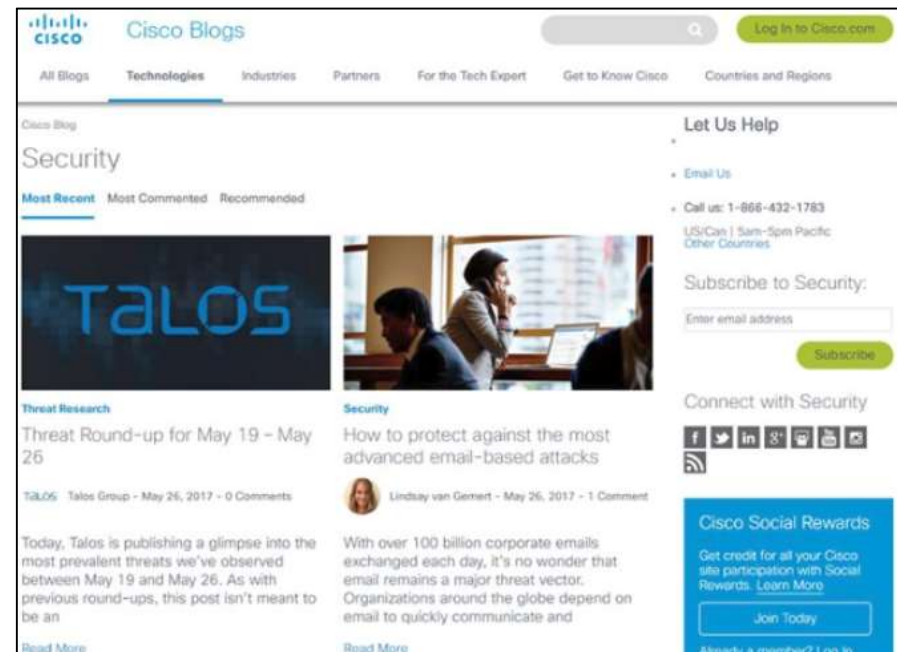 CISCO
Cisco Blogs
Log In to Cisco.com
All Blogs
Technologies
Industries
Partners
For the Tech Expert
Get to Know Cisco
Countries and Regions
Cisco Blog
Security
Most Recent Most Commented Recommended
TALOS
Threat Research
Threat Round-up for May 19 – May
26
TALOS Talos Group - May 26, 2017 - 0 Comments
Today, Talos is publishing a glimpse into the
most prevalent threats we've observed
between May 19 and May 26. As with
previous round-ups, this post isn't meant to
be an
Read More
Security
How to protect against the most
advanced email-based attacks
Lindsay van Gemert - May 26, 2017 - 1 Comment
With over 100 billion corporate emails
exchanged each day, it's no wonder that
email remains a major threat vector.
Organizations around the globe depend on
email to quickly communicate and
Read More
Let Us Help
Email Us
Call us: 1-866-432-1783
US/Can | 5am-5pm Pacific
Other Countries
Subscribe to Security:
Enter email address
Subscribe
Connect with Security
f in g+ You Tube
Cisco Social Rewards
Get credit for all your Cisco
site participation with Social
Rewards. Learn More
Join Today
Already a member? Log In